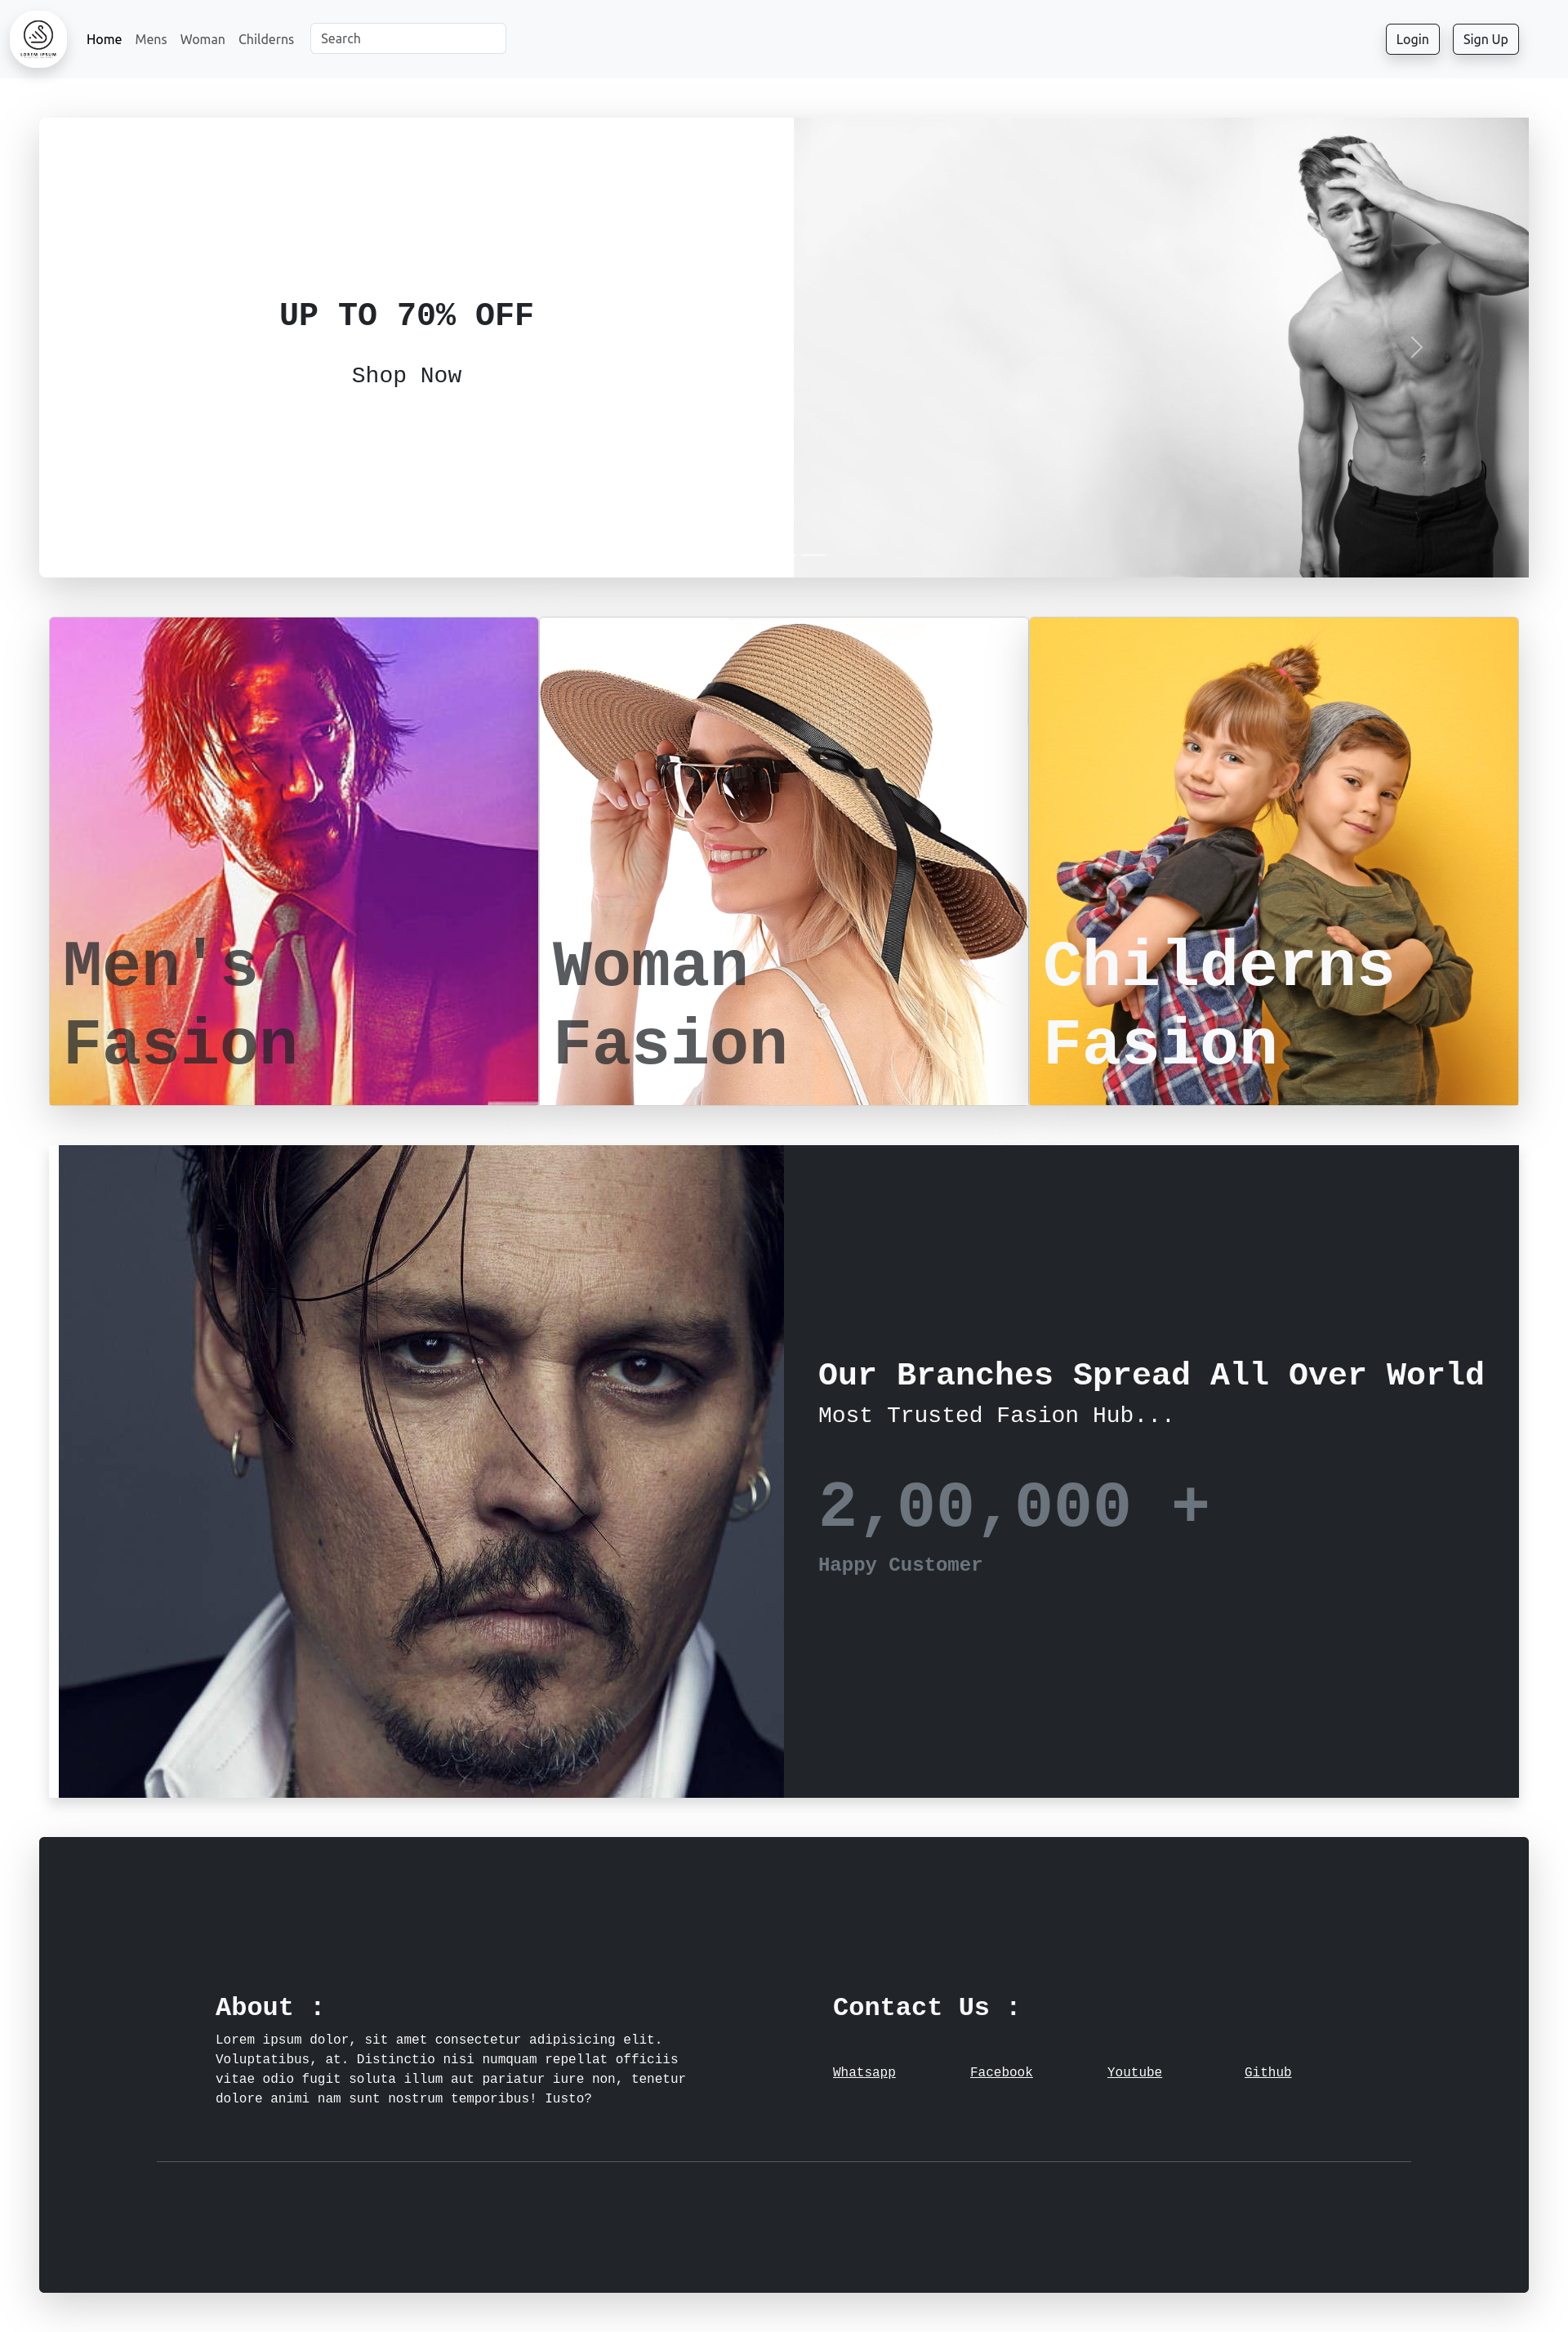 LOREM IPSUM
Home Mens Woman Childerns Search Login Sign Up
UP TO 70% OFF
Shop Now
Men's
Fasion
Woman
Fasion
Childerns
Fasion
Our Branches Spread All Over World
Most Trusted Fasion Hub...
2,00,000 +
Happy Customer
About :
Lorem ipsum dolor, sit amet consectetur adipisicing elit.
Voluptatibus, at. Distinctio nisi numquam repellat officiis
vitae odio fugit soluta illum aut pariatur iure non, tenetur
dolore animi nam sunt nostrum temporibus! Iusto?
Contact Us :
Whatsapp Facebook Youtube Github